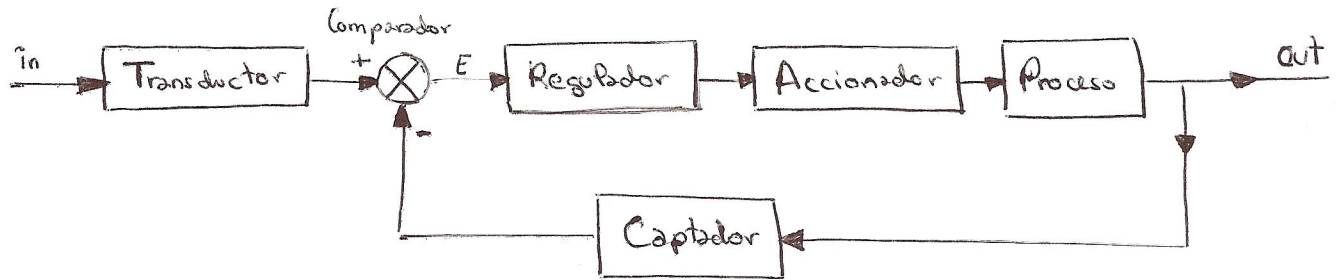 Comparador
in
Transductor
+
E
Regulador
Accionador
Proceso
out
-
Captador